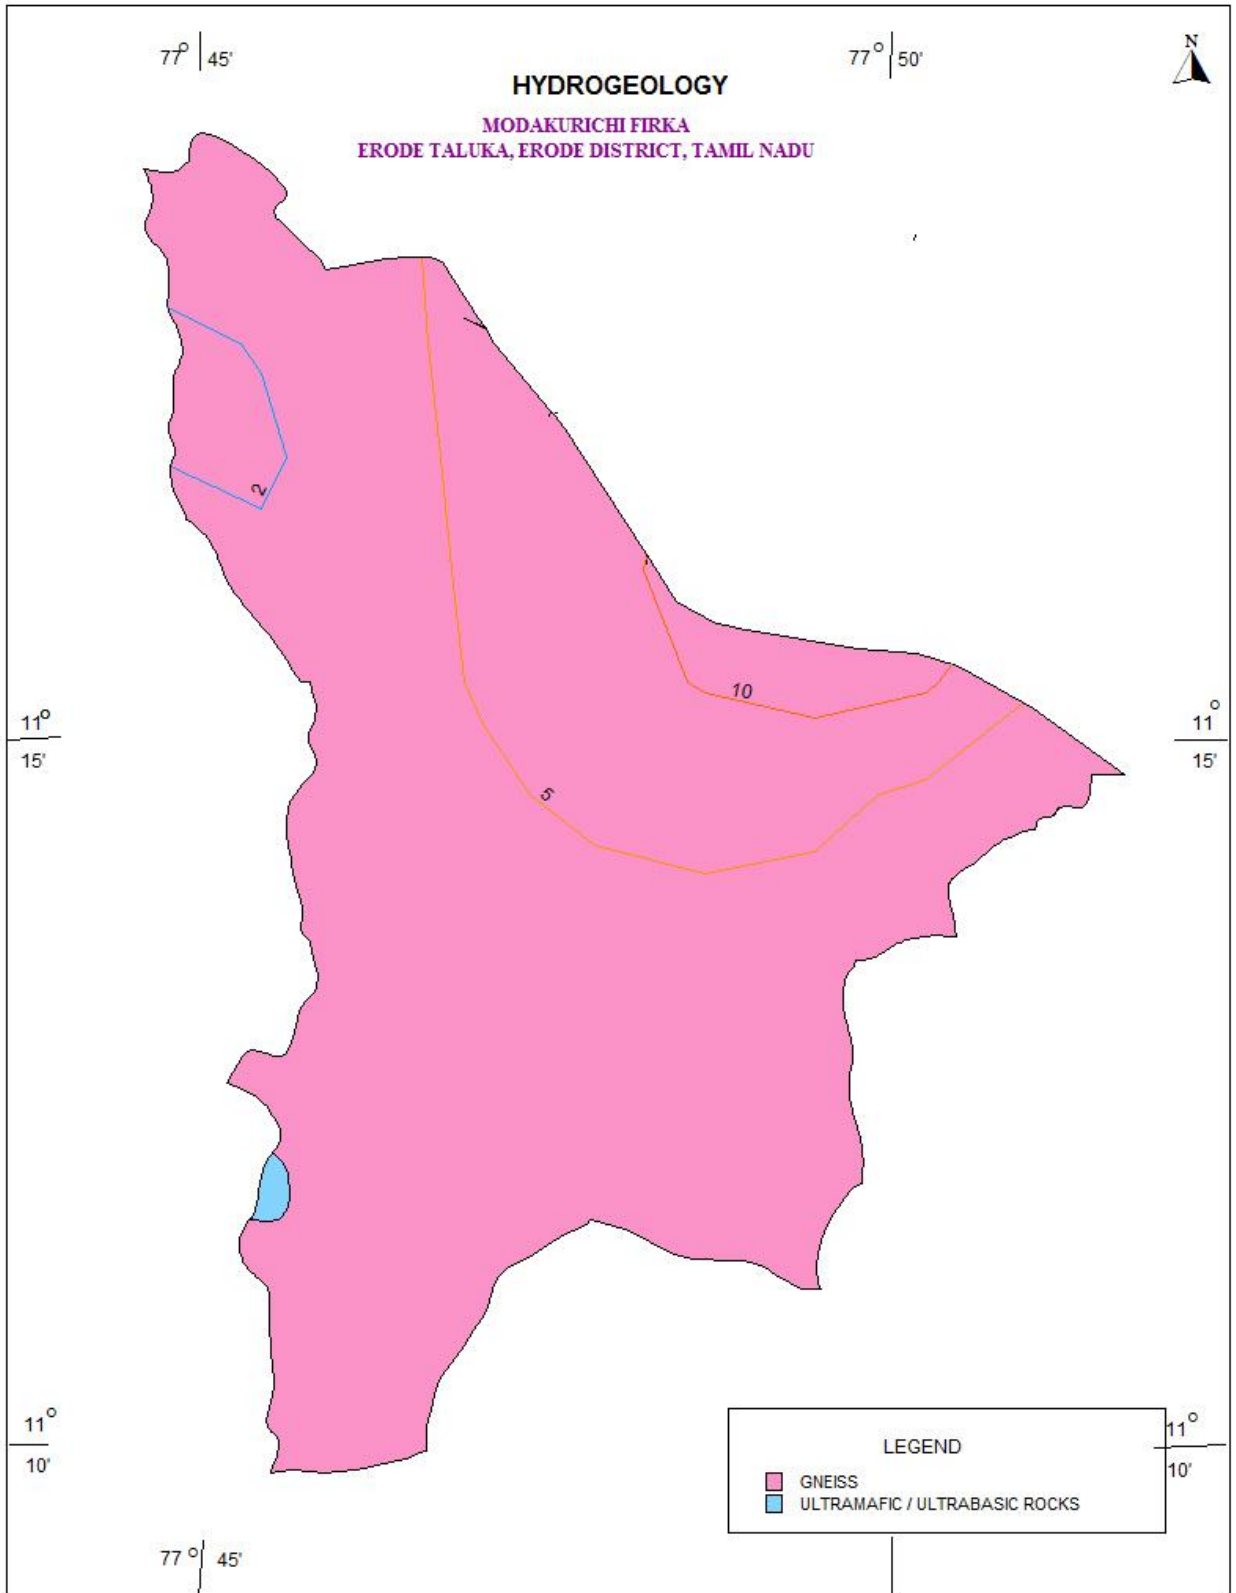 77° 45'
77° 50'
N
HYDROGEOLOGY
MODAKURICHI FIRKA
ERODE TALUKA, ERODE DISTRICT, TAMIL NADU
2
10
11°
15'
11°
15'
5
11°
10'
LEGEND
GNEISS
ULTRAMAFIC / ULTRABASIC ROCKS
11°
10'
77° 45'